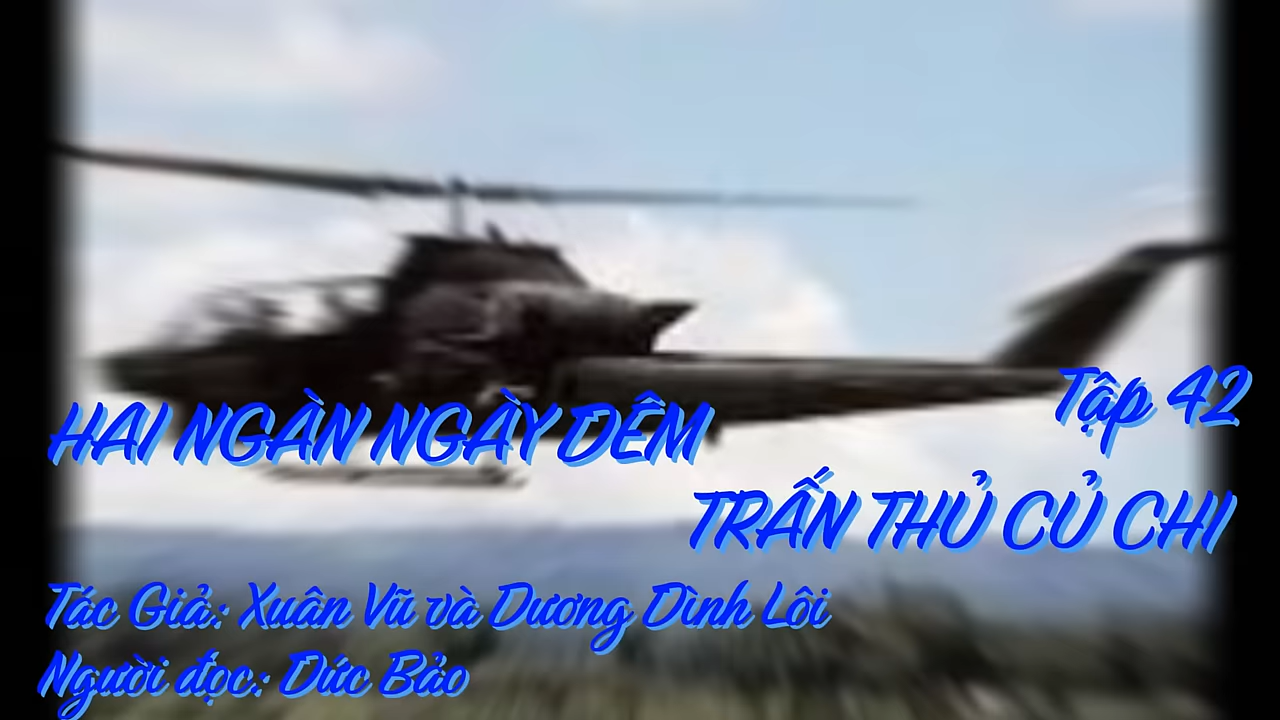 Tập 42
HAI NGÀN NGÀY ĐÊM
TRẤN THỦ CỦ CHI
Tác Giả: Xuân Vũ và Dương Đình Lôi
Người đọc: Đức Bảo